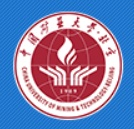 中国矿业大学·北京
CHINA UNIVERSITY OF MINING & TECHNOLOGY BEIJING
1909